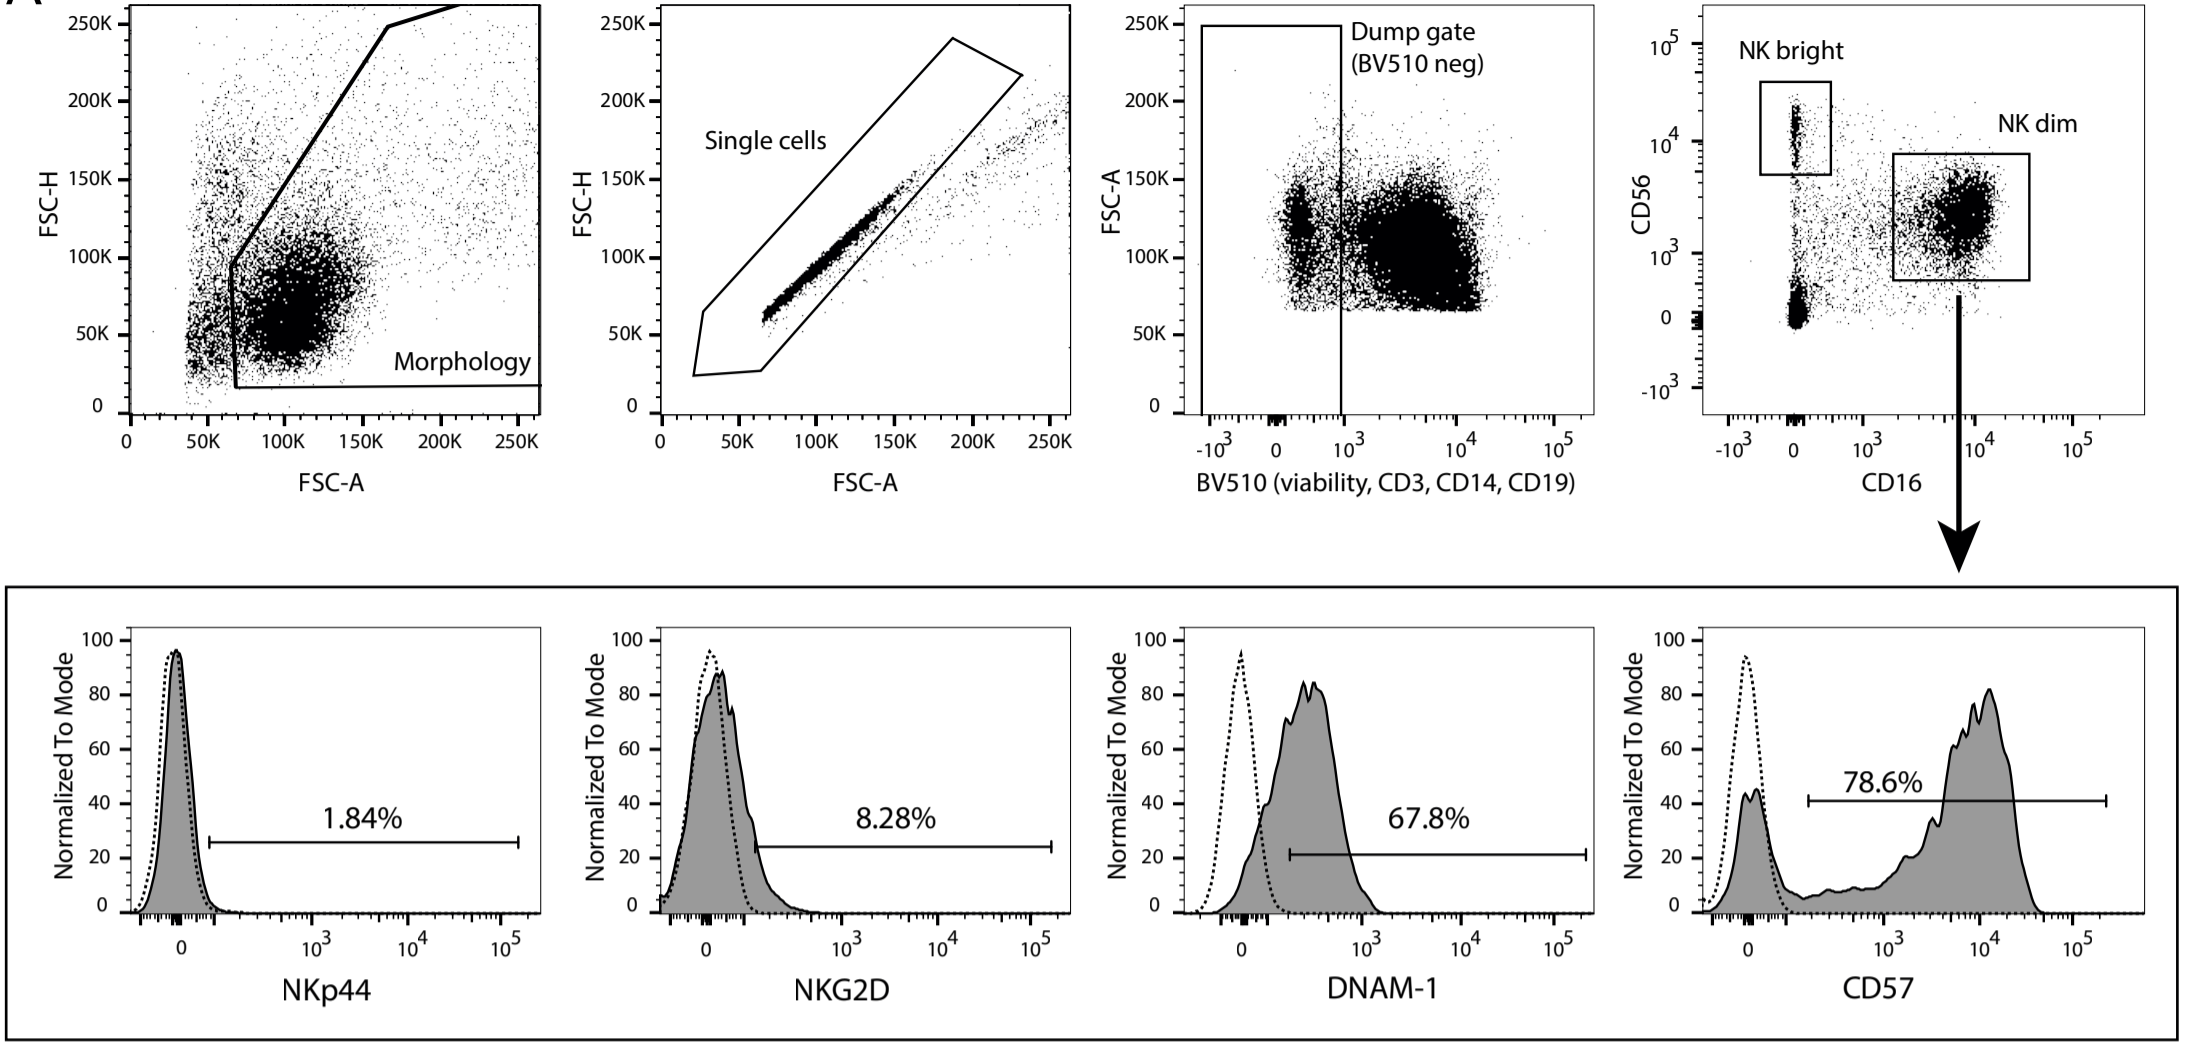 250K
200K
150K
100K
50K
0
FSC-H
Morphology
0 50K 100K 150K 200K 250K
FSC-A
250K
200K
150K
100K
50K
0
FSC-H
Single cells
0 50K 100K 150K 200K 250K
FSC-A
250K
200K
150K
100K
50K
0
FSC-A
Dump gate
(BV510 neg)
-10³ 0 10³ 10⁴ 10⁵
BV510 (viability, CD3, CD14, CD19)
10⁵
10⁴
10³
0
-10³
CD56
NK bright
NK dim
-10³ 0 10³ 10⁴ 10⁵
CD16
100
80
60
40
20
0
Normalized To Mode
1.84%
0 10³ 10⁴ 10⁵
NKp44
100
80
60
40
20
0
Normalized To Mode
8.28%
0 10³ 10⁴ 10⁵
NKG2D
100
80
60
40
20
0
Normalized To Mode
67.8%
0 10³ 10⁴ 10⁵
DNAM-1
100
80
60
40
20
0
Normalized To Mode
78.6%
0 10³ 10⁴ 10⁵
CD57